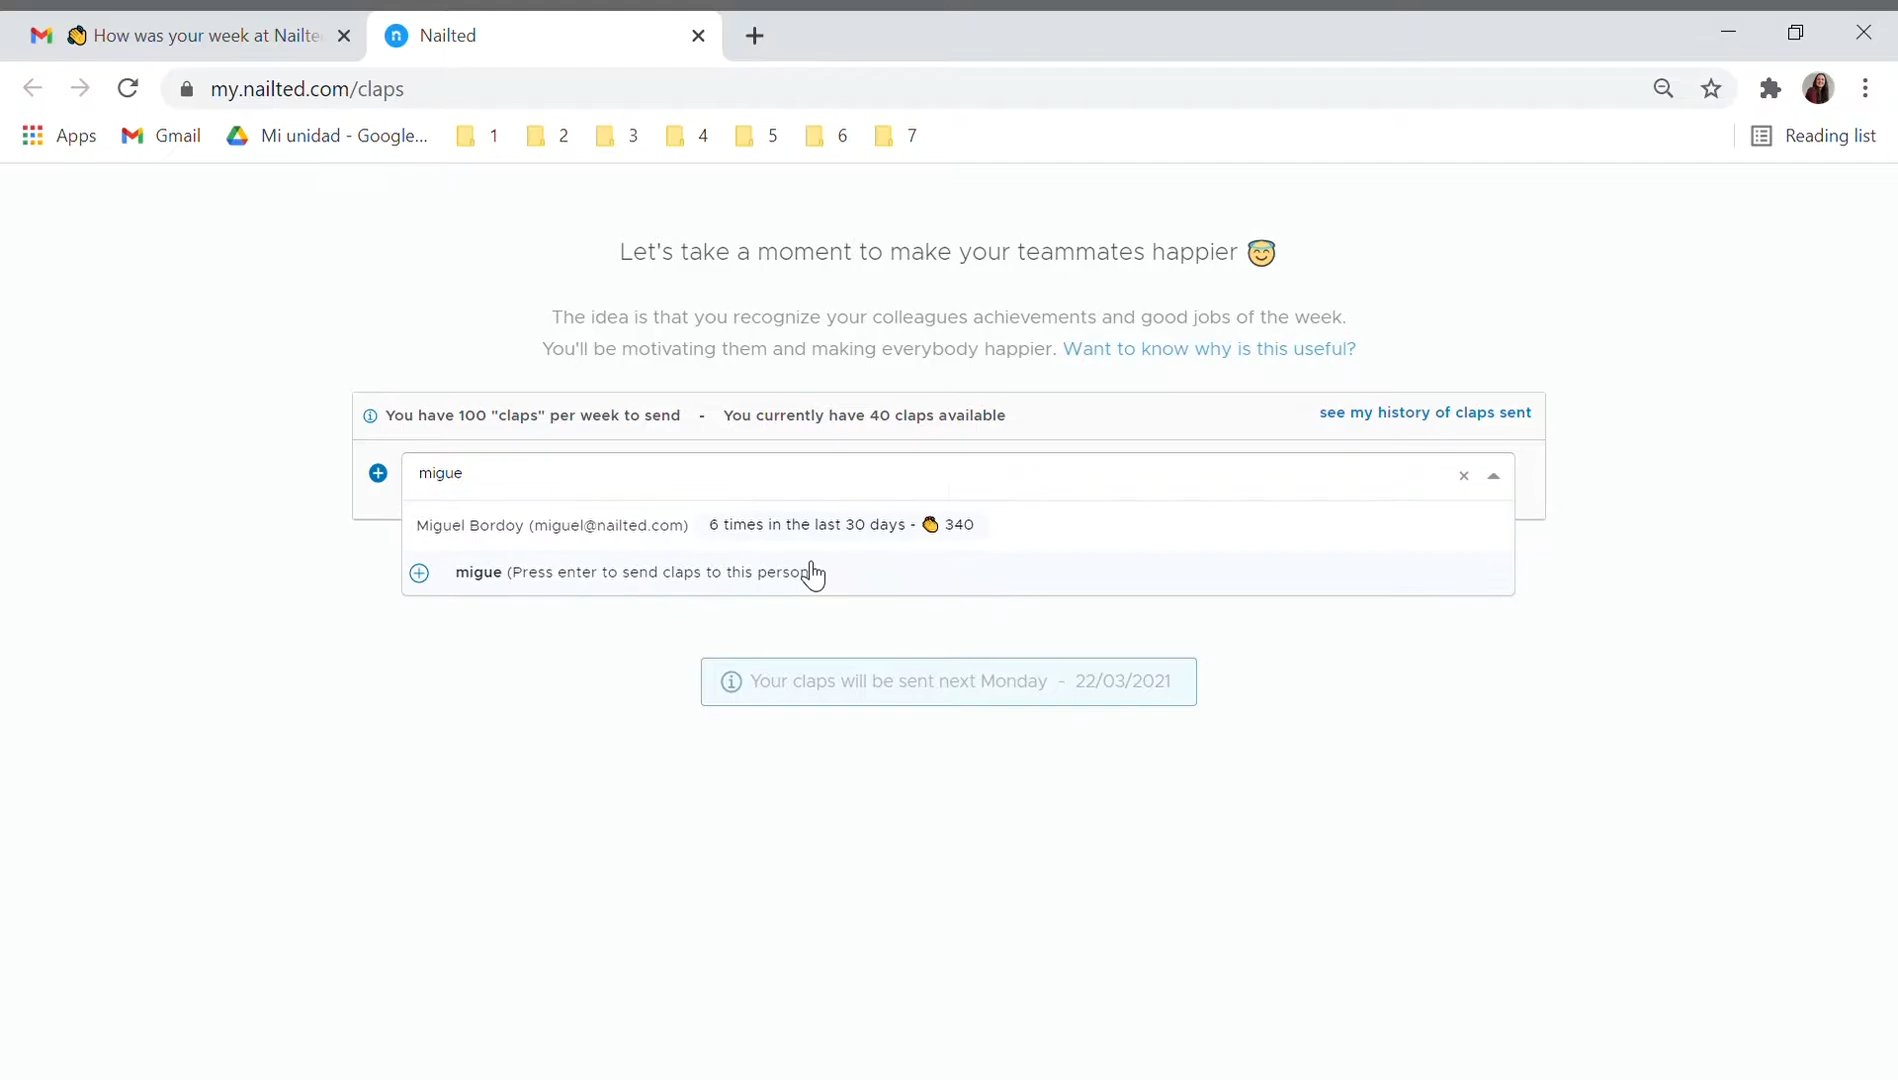 How was your week at Nailte
Nailted
my.nailted.com/claps
Apps
Gmail
Mi unidad - Google...
1
2
3
4
5
6
7
Reading list
Let's take a moment to make your teammates happier
The idea is that you recognize your colleagues achievements and good jobs of the week.
You'll be motivating them and making everybody happier. Want to know why is this useful?
You have 100 "claps" per week to send - You currently have 40 claps available
see my history of claps sent
migue
Miguel Bordoy (miguel@nailted.com) 6 times in the last 30 days - 👏 340
migue (Press enter to send claps to this person)
Your claps will be sent next Monday - 22/03/2021